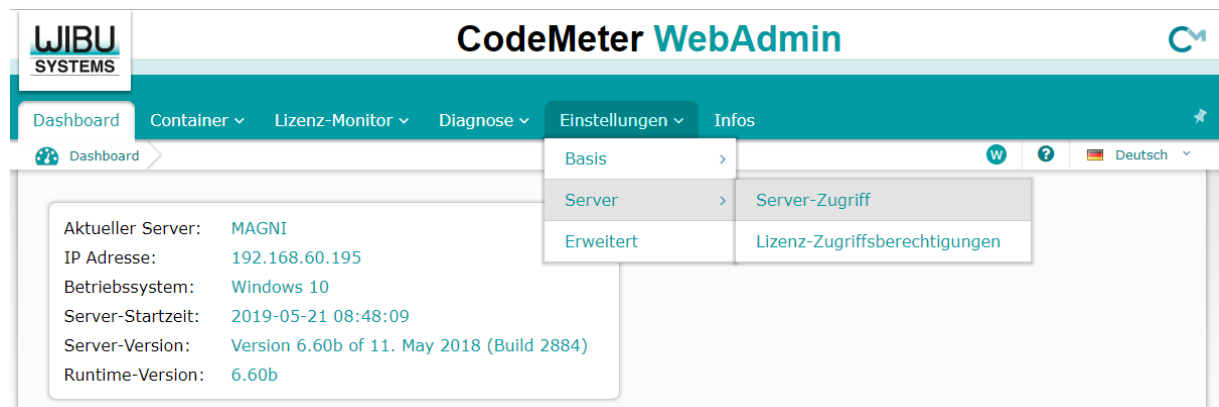 WIBU
SYSTEMS
CodeMeter WebAdmin
Dashboard Container Lizenz-Monitor Diagnose Einstellungen Infos
Dashboard
W ? Deutsch
Basis
Server
Erweitert
Server-Zugriff
Lizenz-Zugriffsberechtigungen
Aktueller Server: MAGNI
IP Adresse: 192.168.60.195
Betriebssystem: Windows 10
Server-Startzeit: 2019-05-21 08:48:09
Server-Version: Version 6.60b of 11. May 2018 (Build 2884)
Runtime-Version: 6.60b